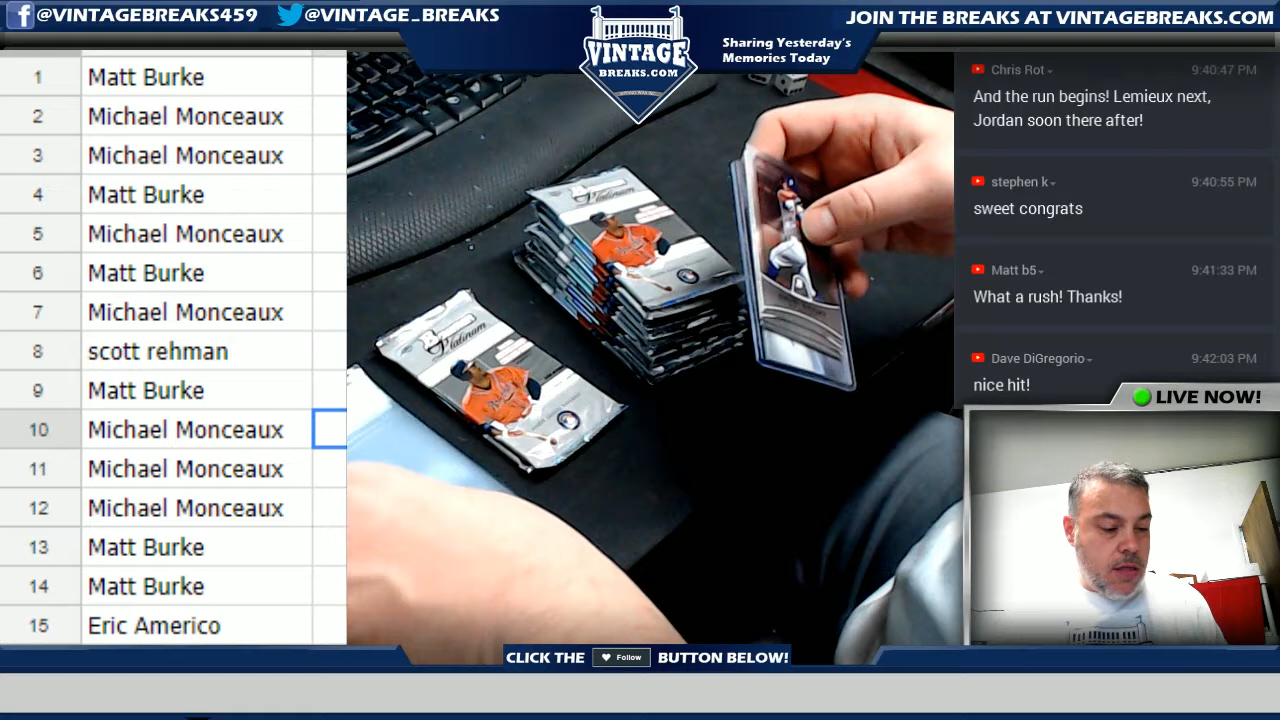 @VINTAGEBREAKS459
@VINTAGE_BREAKS
VINTAGE
BREAKS.COM
Sharing Yesterday's
Memories Today
JOIN THE BREAKS AT VINTAGEBREAKS.COM
1 Matt Burke
2 Michael Monceaux
3 Michael Monceaux
4 Matt Burke
5 Michael Monceaux
6 Matt Burke
7 Michael Monceaux
8 scott rehman
9 Matt Burke
10 Michael Monceaux
11 Michael Monceaux
12 Michael Monceaux
13 Matt Burke
14 Matt Burke
15 Eric Americo
Platinum
Platinum
Chris Rot 9:40:47 PM
And the run begins! Lemieux next,
Jordan soon there after!
stephen k 9:40:55 PM
sweet congrats
Matt b5 9:41:33 PM
What a rush! Thanks!
Dave DiGregorio 9:42:03 PM
nice hit!
LIVE NOW!
CLICK THE Follow BUTTON BELOW!